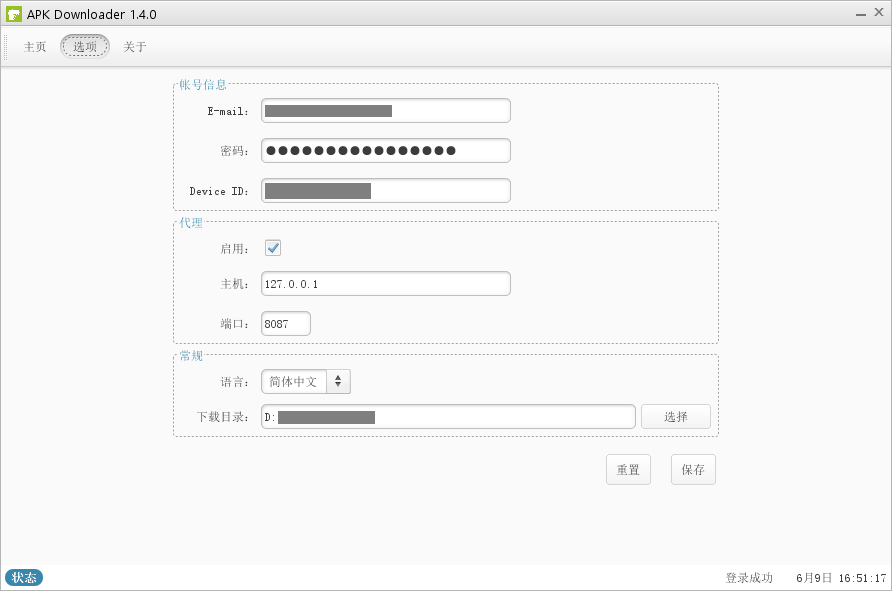 APK Downloader 1.4.0
主页 选项 关于
帐号信息
E-mail:
密码:
Device ID:
代理
启用:
主机: 127.0.0.1
端口: 8087
常规
语言: 简体中文
下载目录: D: 选择
重置 保存
状态 登录成功 6月9日 16:51:17